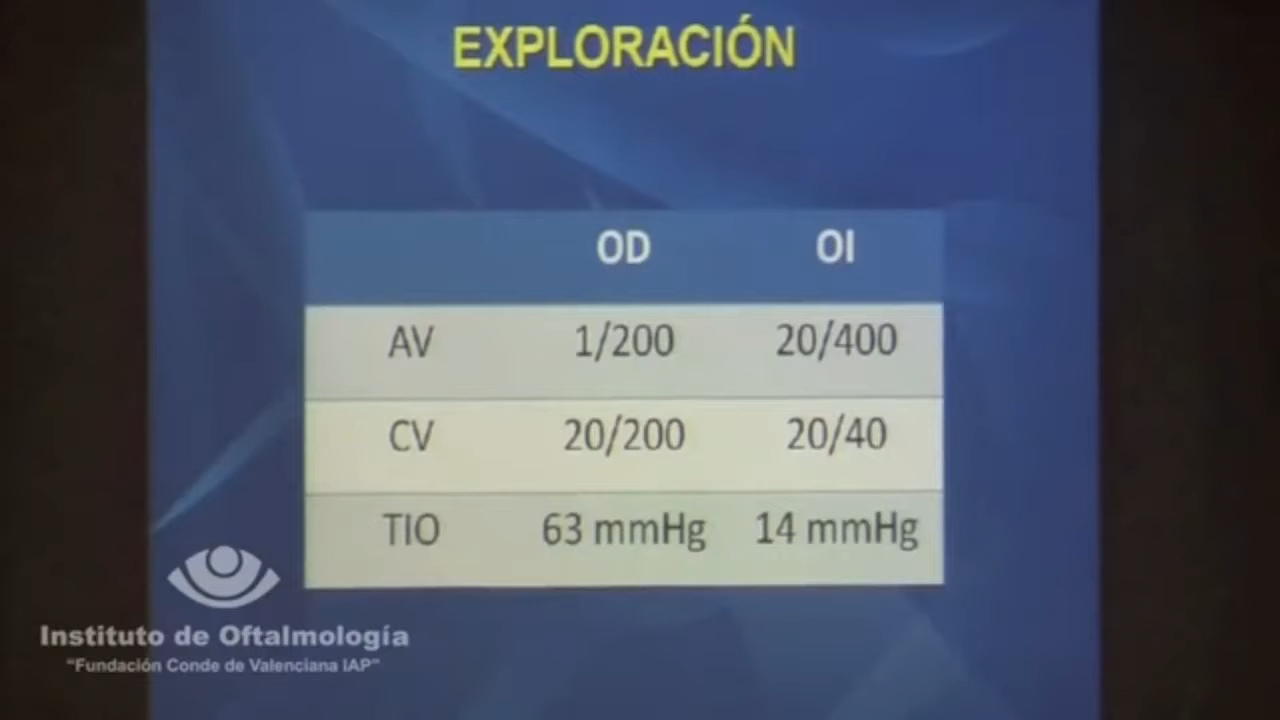 EXPLORACIÓN
OD OI
AV 1/200 20/400
CV 20/200 20/40
TIO 63 mmHg 14 mmHg
Instituto de Oftalmología
"Fundación Conde de Valenciana IAP"